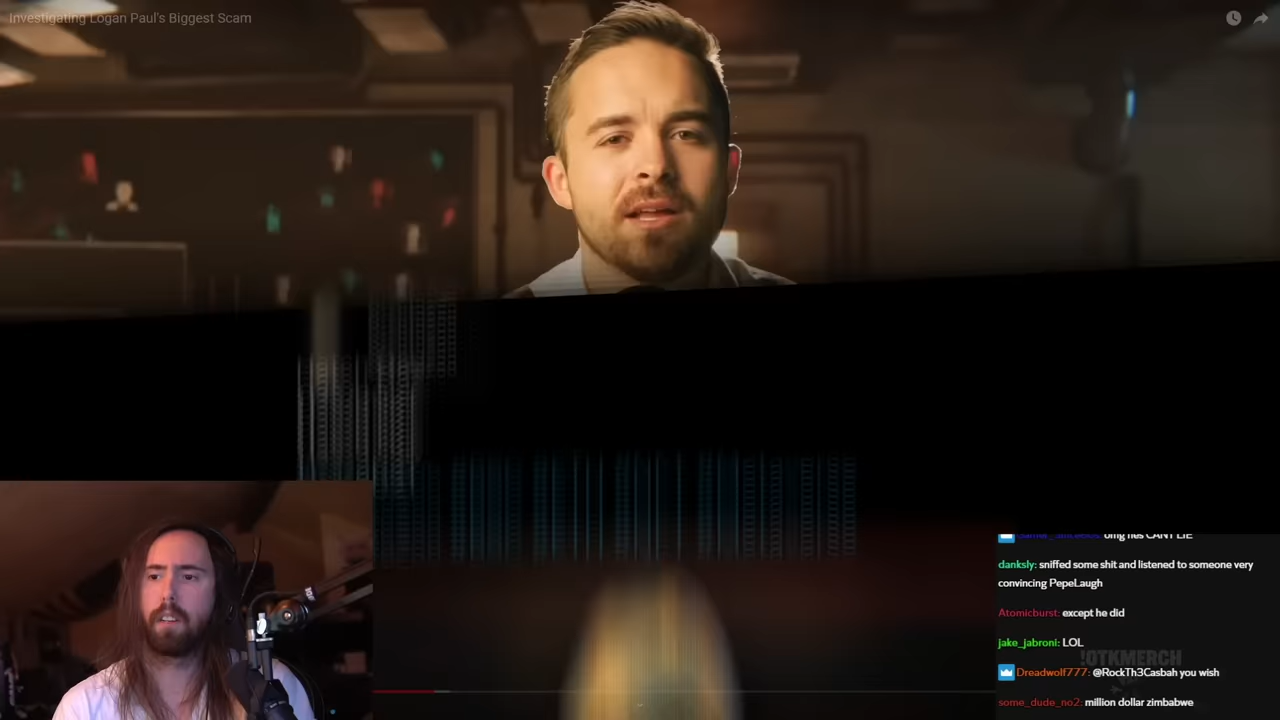 Investigating Logan Paul's Biggest Scam
omg hes CANT LIE
danksly: sniffed some shit and listened to someone very
convincing PepeLaugh
Atomicburst: except he did
jake_jabroni: LOL
!OTKMERCH
Dreadwolf777: @RockTh3Casbah you wish
some_dude_no2: million dollar zimbabwe